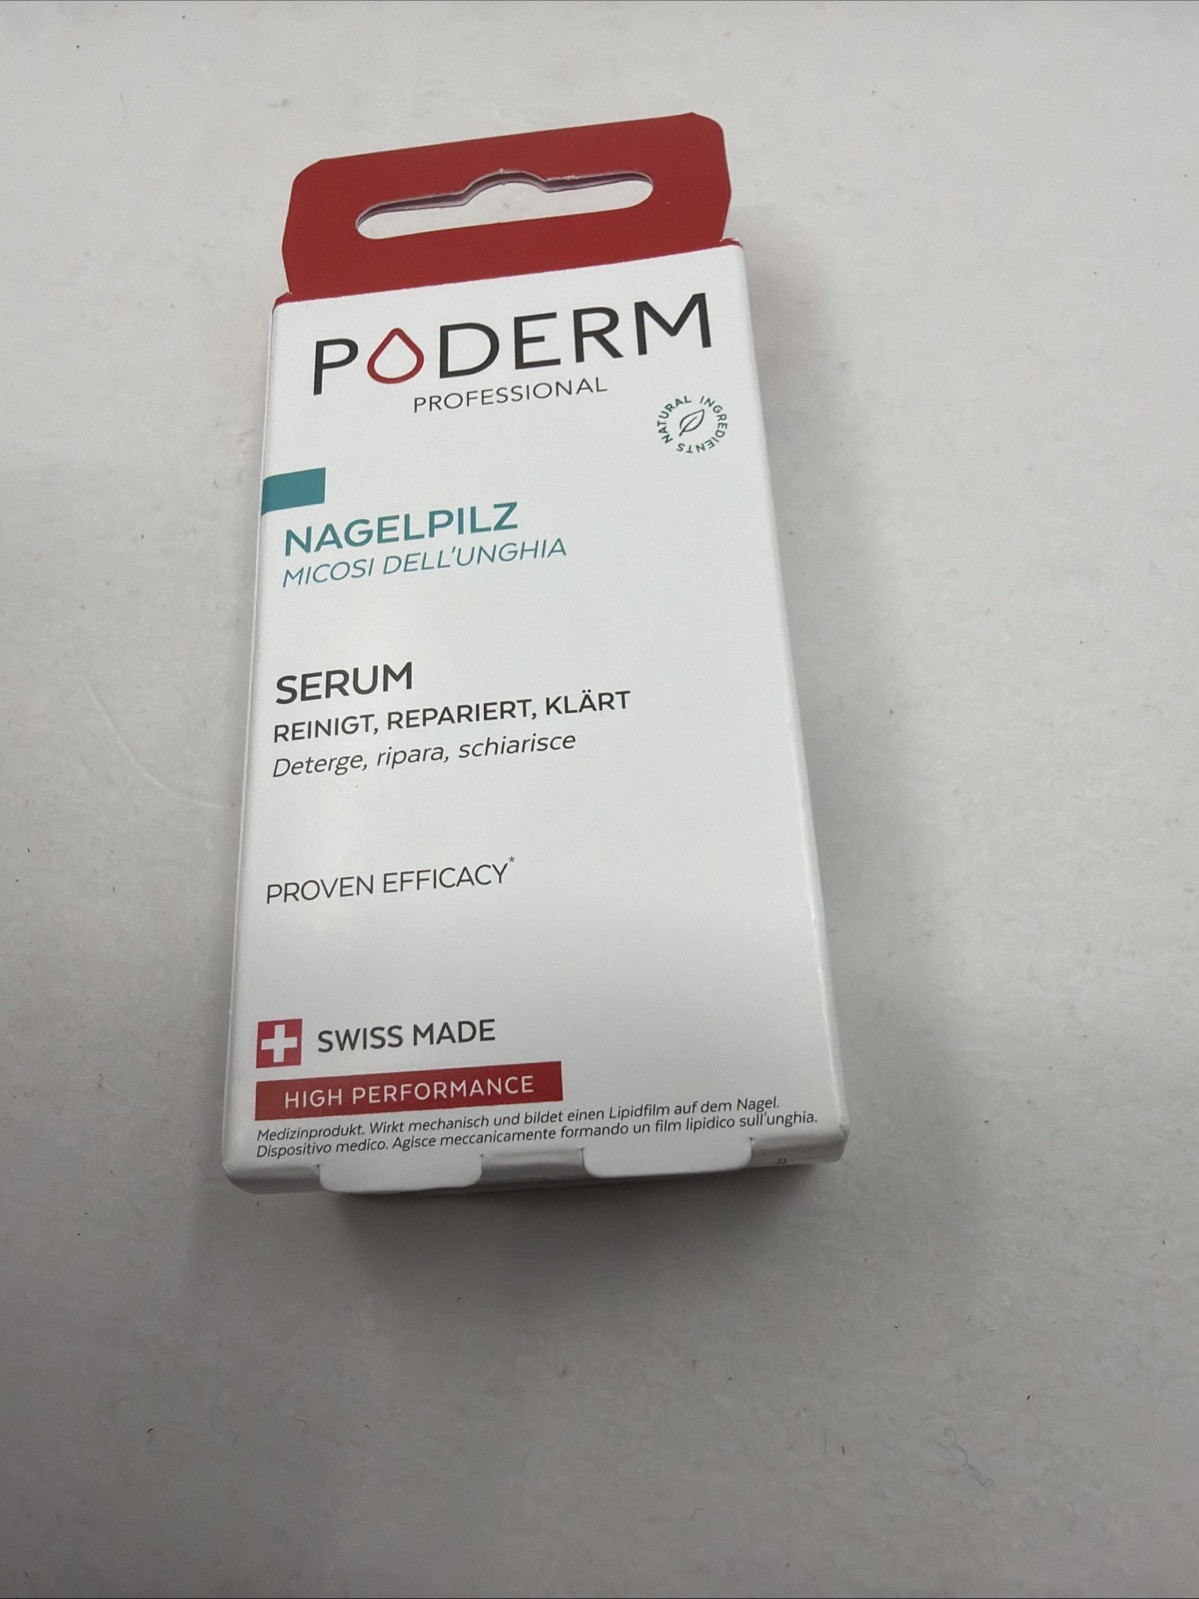 PODERM
PROFESSIONAL
NATURAL INGREDIENTS
NAGELPILZ
MICOSI DELL'UNGHIA
SERUM
REINIGT, REPARIERT, KLÄRT
Deterge, ripara, schiarisce
PROVEN EFFICACY*
SWISS MADE
HIGH PERFORMANCE
Medizinprodukt. Wirkt mechanisch und bildet einen Lipidfilm auf dem Nagel.
Dispositivo medico. Agisce meccanicamente formando un film lipidico sull'unghia.